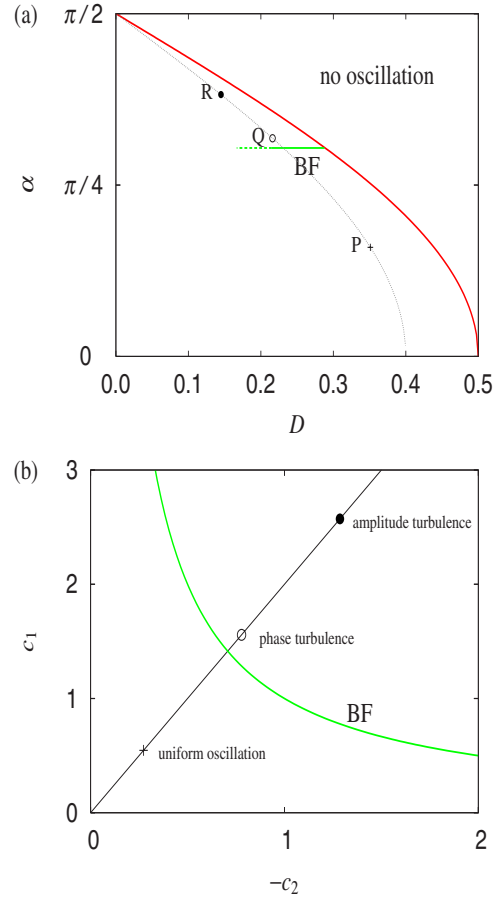 (a)
π/2
no oscillation
R
Q
α
π/4
BF
P
0
0.0 0.1 0.2 0.3 0.4 0.5
D
(b)
3
amplitude turbulence
2
c1
phase turbulence
1
BF
uniform oscillation
0
0 1 2
−c2